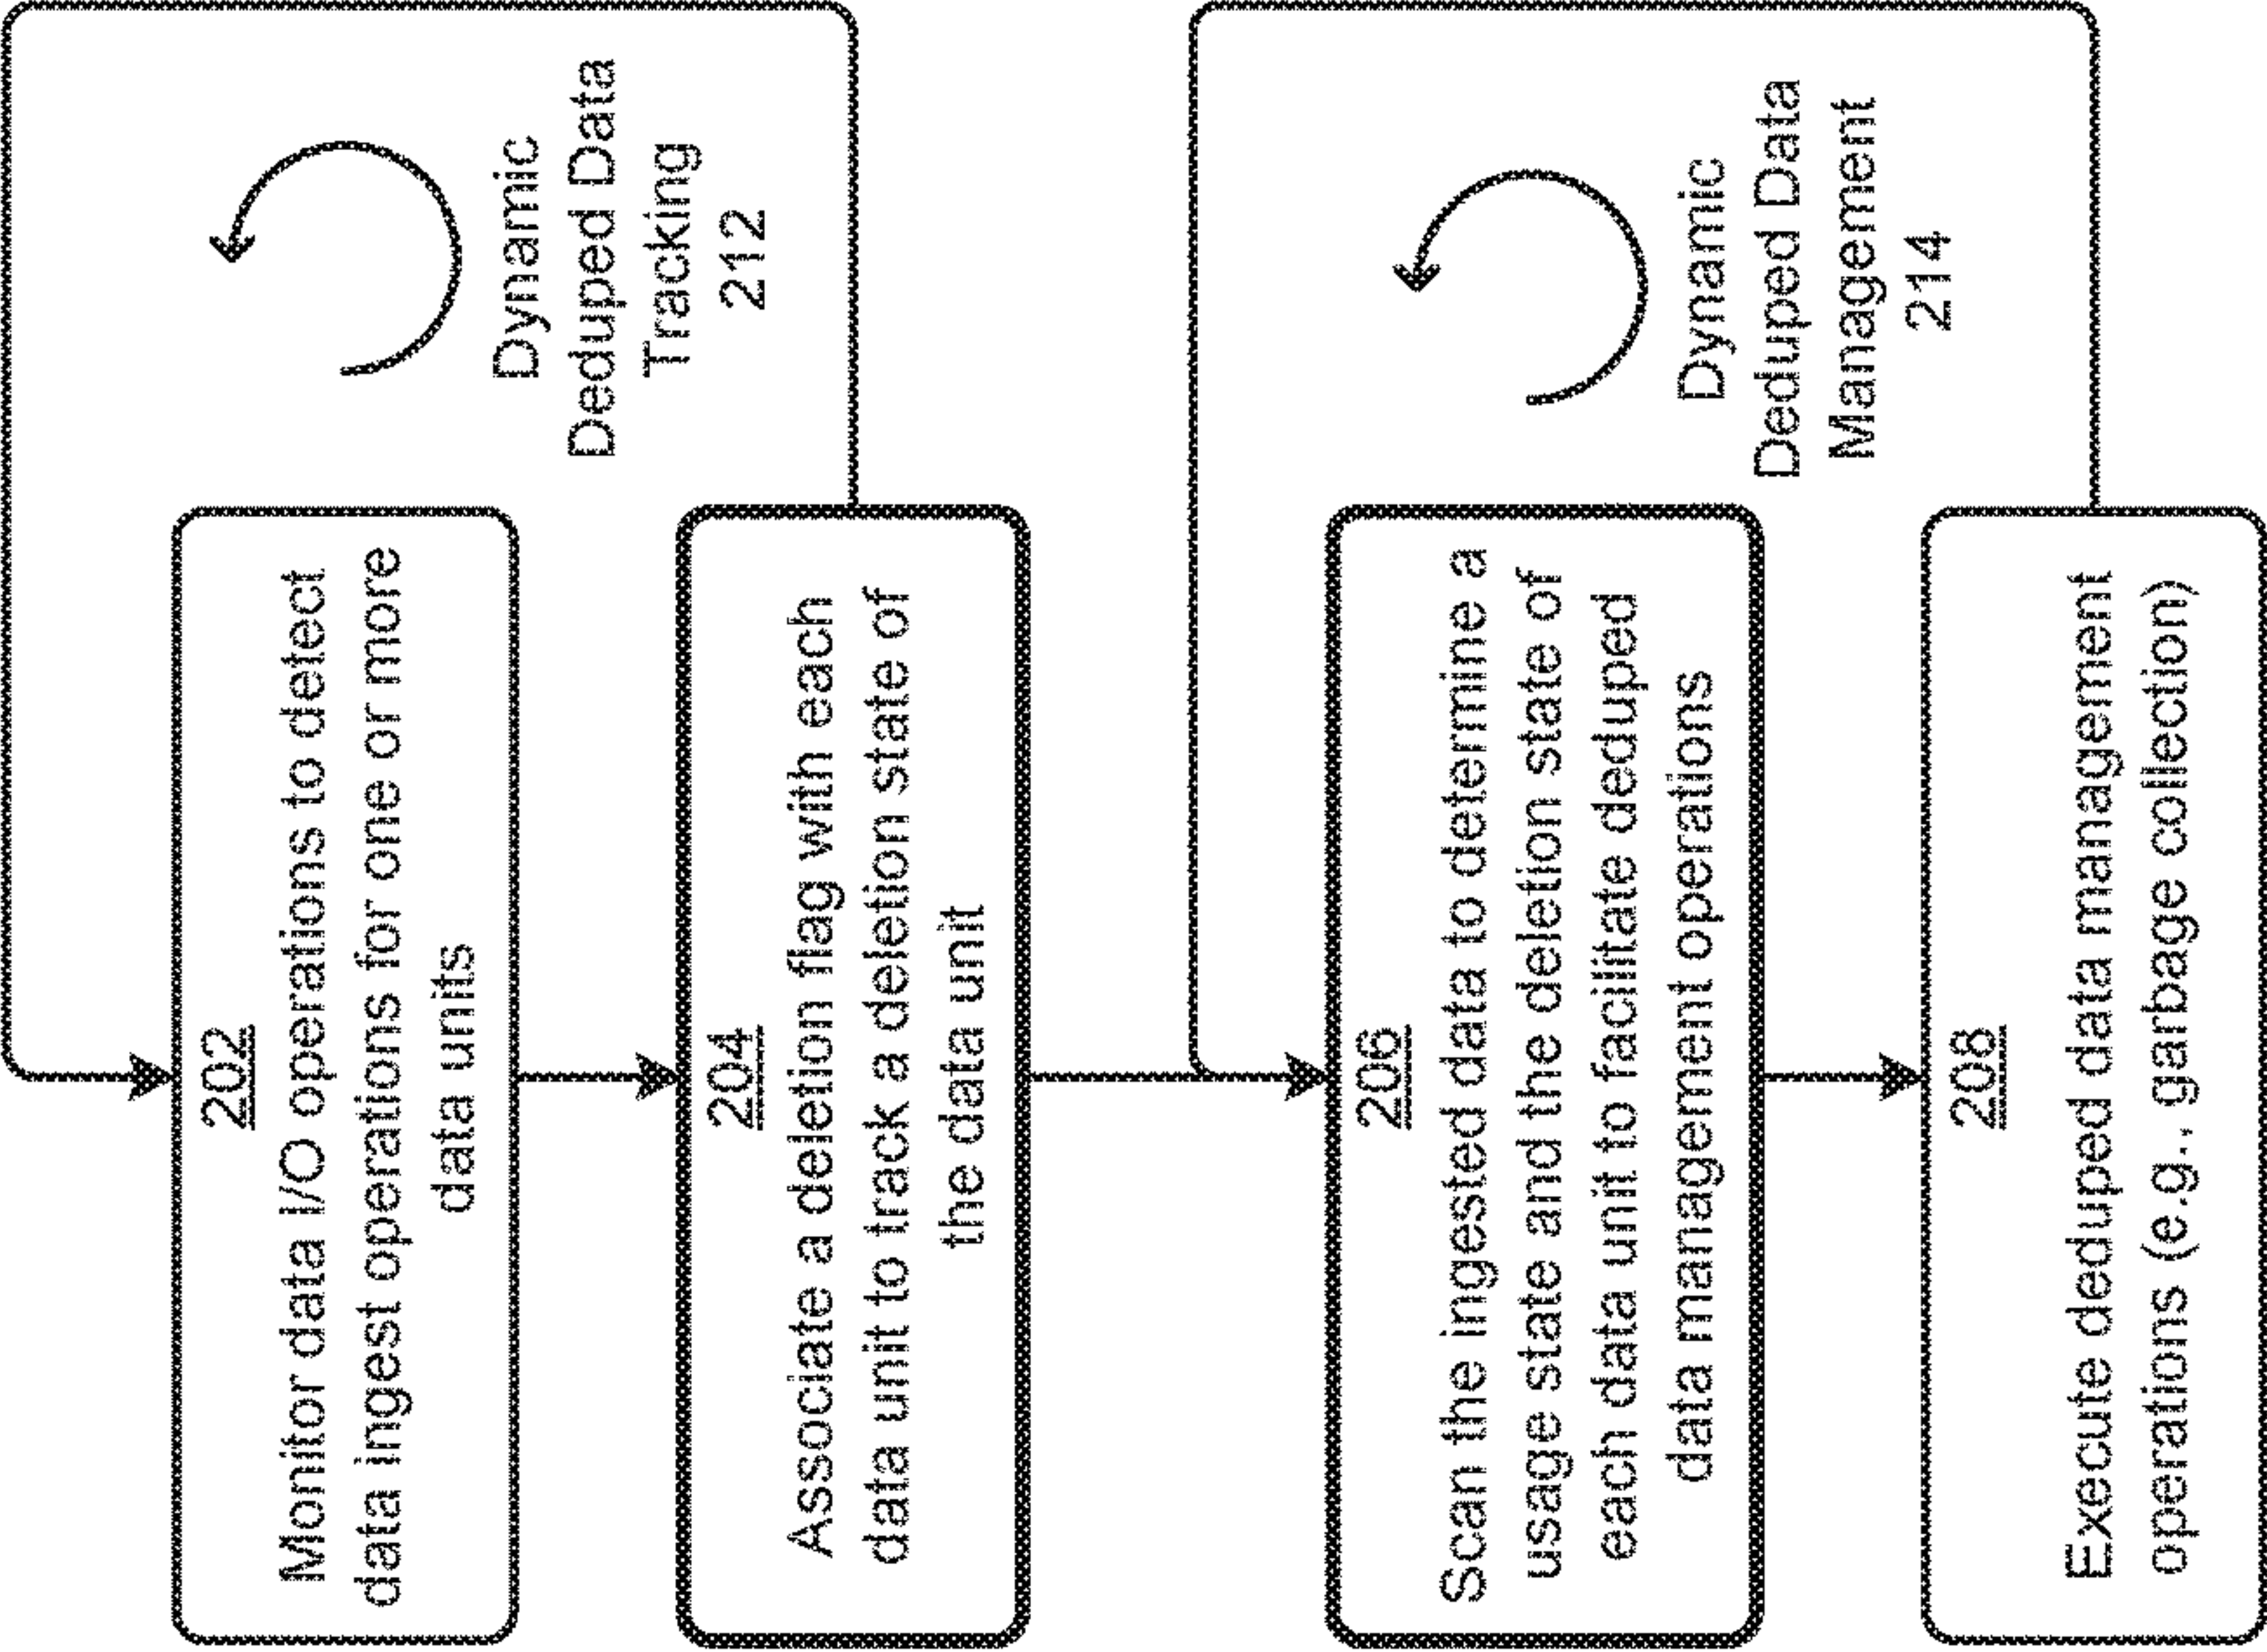 202
Monitor data I/O operations to detect
data ingest operations for one or more
data units
204
Associate a deletion flag with each
data unit to track a deletion state of
the data unit
Dynamic
Deduped Data
Tracking
212
206
Scan the ingested data to determine a
usage state and the deletion state of
each data unit to facilitate deduped
data management operations
208
Execute deduped data management
operations (e.g., garbage collection)
Dynamic
Deduped Data
Management
214